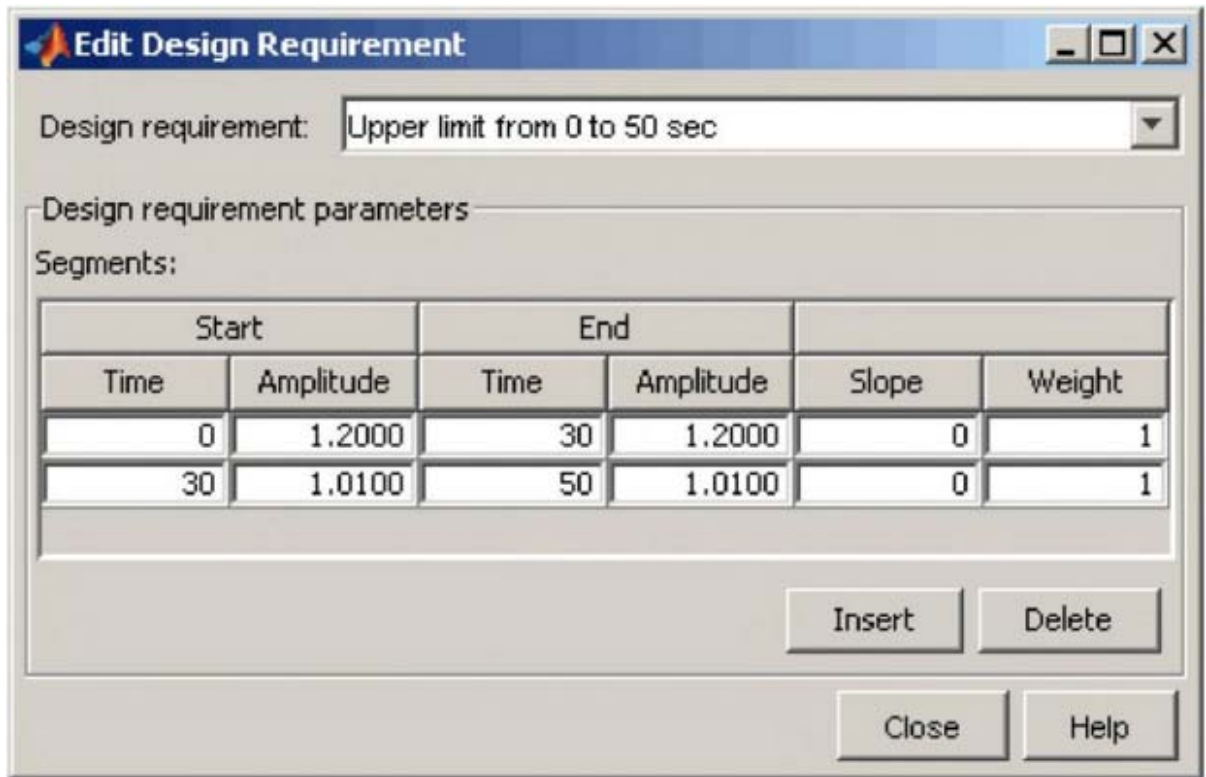 Edit Design Requirement
Design requirement: Upper limit from 0 to 50 sec
Design requirement parameters
Segments:
Start End
Time Amplitude Time Amplitude Slope Weight
0 1.2000 30 1.2000 0 1
30 1.0100 50 1.0100 0 1
Insert Delete
Close Help